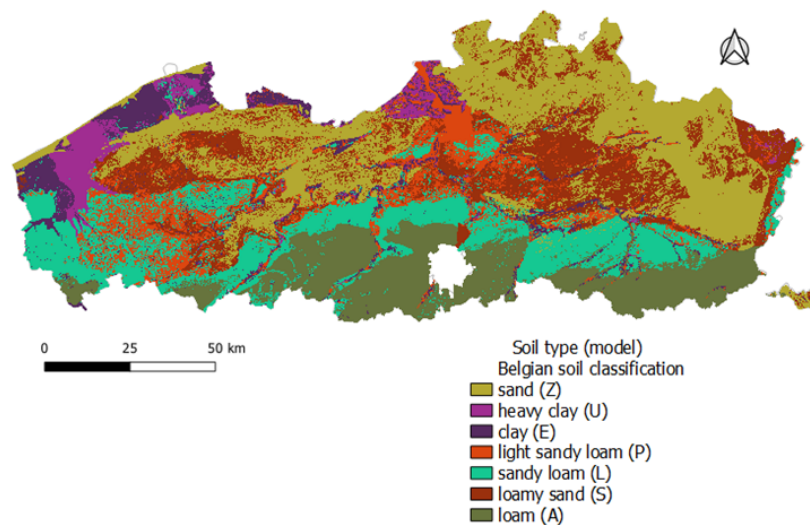 0 25 50 km
Soil type (model)
Belgian soil classification
sand (Z)
heavy clay (U)
clay (E)
light sandy loam (P)
sandy loam (L)
loamy sand (S)
loam (A)